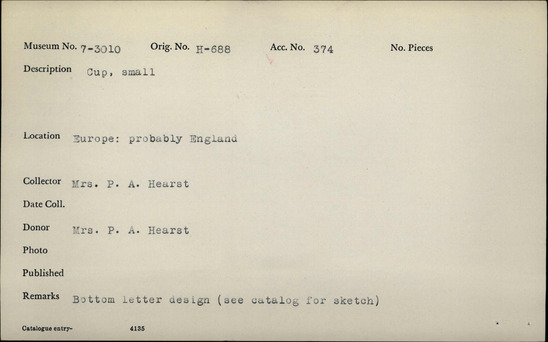 Museum No. 7-3010 Orig. No. H-688 Acc. No. 374 No. Pieces
Description Cup, small
Location Europe: probably England
Collector Mrs. P. A. Hearst
Date Coll.
Donor Mrs. P. A. Hearst
Photo
Published
Remarks Bottom letter design (see catalog for sketch)
Catalogue entry- 4135